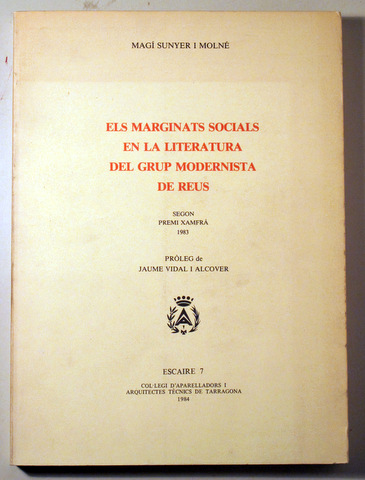 MAGÍ SUNYER I MOLNÉ
ELS MARGINATS SOCIALS
EN LA LITERATURA
DEL GRUP MODERNISTA
DE REUS
SEGON
PREMI XAMFRÀ
1983
PRÒLEG de
JAUME VIDAL I ALCOVER
ESCAIRE 7
COL·LEGI D'APARELLADORS I
ARQUITECTES TÈCNICS DE TARRAGONA
1984